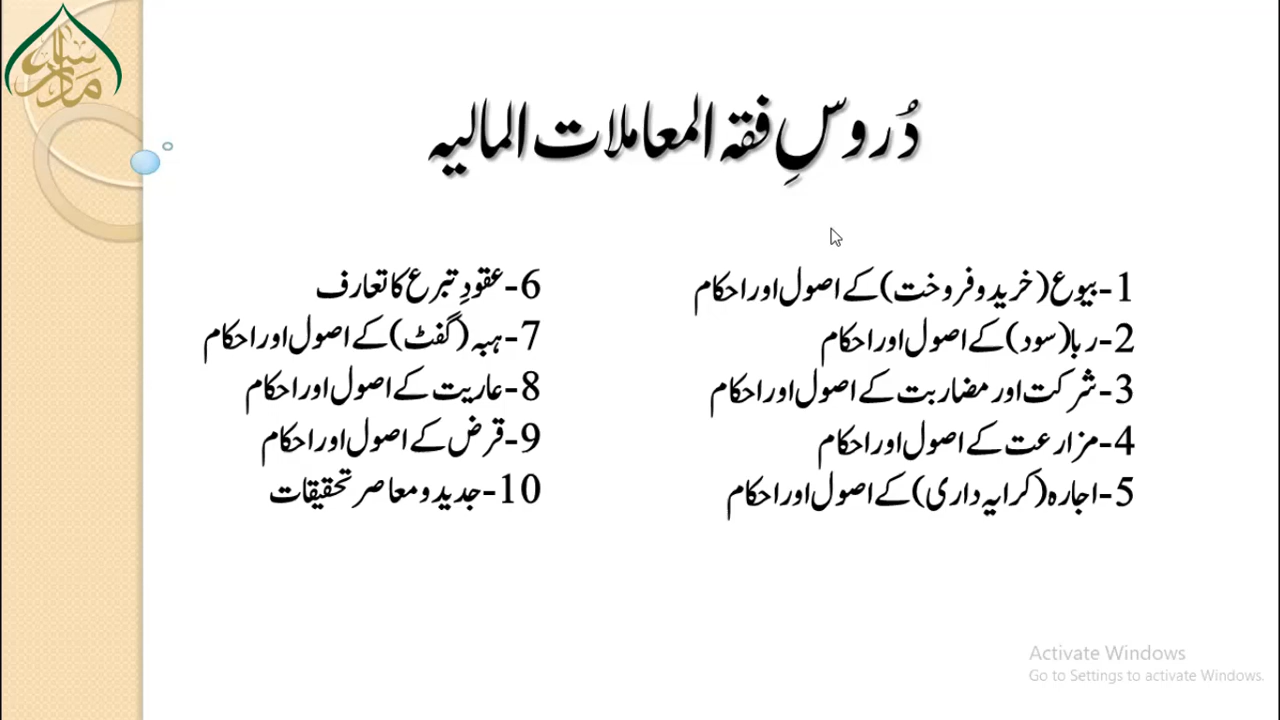 دُروسِ فقہ المعاملات المالیہ
1-بیوع(خرید و فروخت)کے اصول اور احکام
2-ربا(سود)کے اصول اور احکام
3-شرکت اور مضاربت کے اصول اور احکام
4-مزارعت کے اصول اور احکام
5-اجارہ(کرایہ داری)کے اصول اور احکام
6-عقودِ تبرع کا تعارف
7-ہبہ(گفٹ)کے اصول اور احکام
8-عاریت کے اصول اور احکام
9-قرض کے اصول اور احکام
10-جدید و معاصر تحقیقات
Activate Windows
Go to Settings to activate Windows.